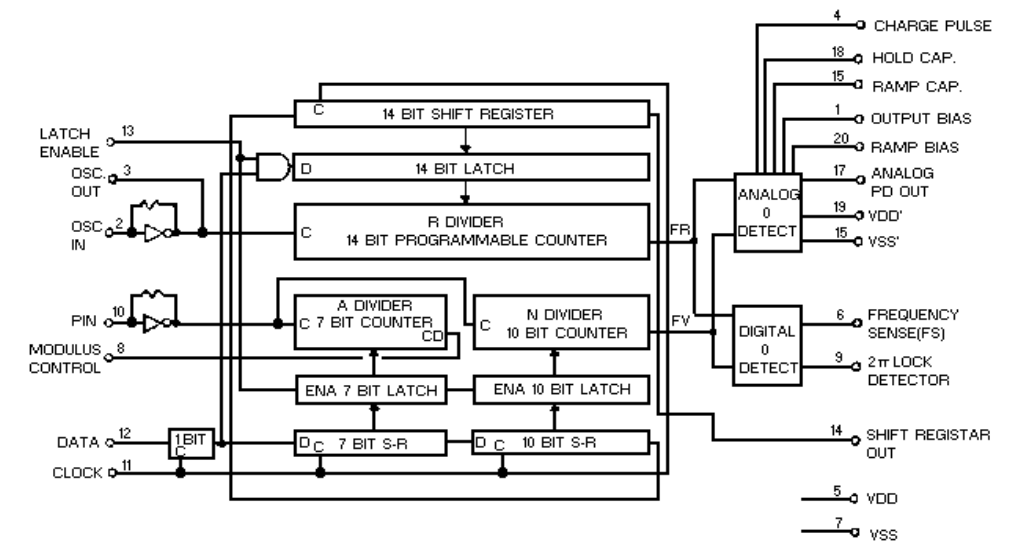 4 CHARGE PULSE
18 HOLD CAP.
15 RAMP CAP.
1 OUTPUT BIAS
20 RAMP BIAS
17 ANALOG
PD OUT
19 VDD'
15 VSS'
C
14 BIT SHIFT REGISTER
LATCH
ENABLE
13
D
14 BIT LATCH
OSC.
OUT
3
OSC
IN
2
C
R DIVIDER
14 BIT PROGRAMMABLE COUNTER
FR
ANALOG
0
DETECT
PIN
10
C
A DIVIDER
7 BIT COUNTER
CD
C
N DIVIDER
10 BIT COUNTER
FV
DIGITAL
0
DETECT
6 FREQUENCY
SENSE(FS)
9 2π LOCK
DETECTOR
MODULUS
CONTROL
8
ENA 7 BIT LATCH
ENA 10 BIT LATCH
DATA
12
1BIT
C
D C 7 BIT S-R
D C 10 BIT S-R
14 SHIFT REGISTAR
OUT
CLOCK
11
5 VDD
7 VSS